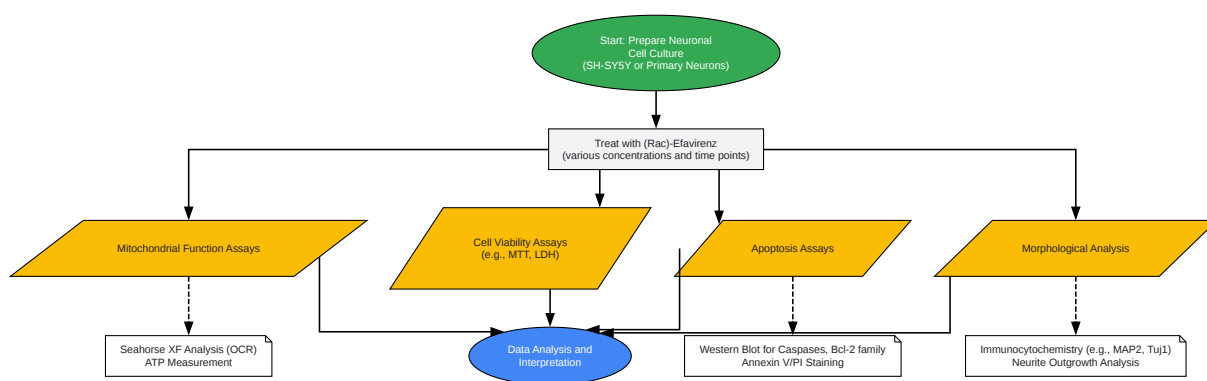 Start: Prepare Neuronal
Cell Culture
(SH-SY5Y or Primary Neurons)
Treat with (Rac)-Efavirenz
(various concentrations and time points)
Mitochondrial Function Assays
Cell Viability Assays
(e.g., MTT, LDH)
Apoptosis Assays
Morphological Analysis
Seahorse XF Analysis (OCR)
ATP Measurement
Data Analysis and
Interpretation
Western Blot for Caspases, Bcl-2 family
Annexin V/PI Staining
Immunocytochemistry (e.g., MAP2, Tuj1)
Neurite Outgrowth Analysis